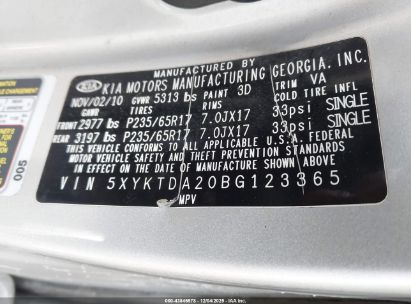 MANUFACTURED BY
KIA KIA MOTORS MANUFACTURING GEORGIA, INC.
NOV/02/10 GVWR 5313 lbs PAINT 3D TRIM VA
GAWR TIRES RIMS COLD TIRE INFL
FRONT 2977 lbs P235/65R17 7.0JX17 33psi SINGLE
REAR 3197 lbs P235/65R17 7.0JX17 33psi SINGLE
THIS VEHICLE CONFORMS TO ALL APPLICABLE U.S.A. FEDERAL
MOTOR VEHICLE SAFETY AND THEFT PREVENTION STANDARDS
IN EFFECT ON THE DATE OF MANUFACTURE SHOWN ABOVE.
VIN 5XYKTDA20BG123365
MPV
005